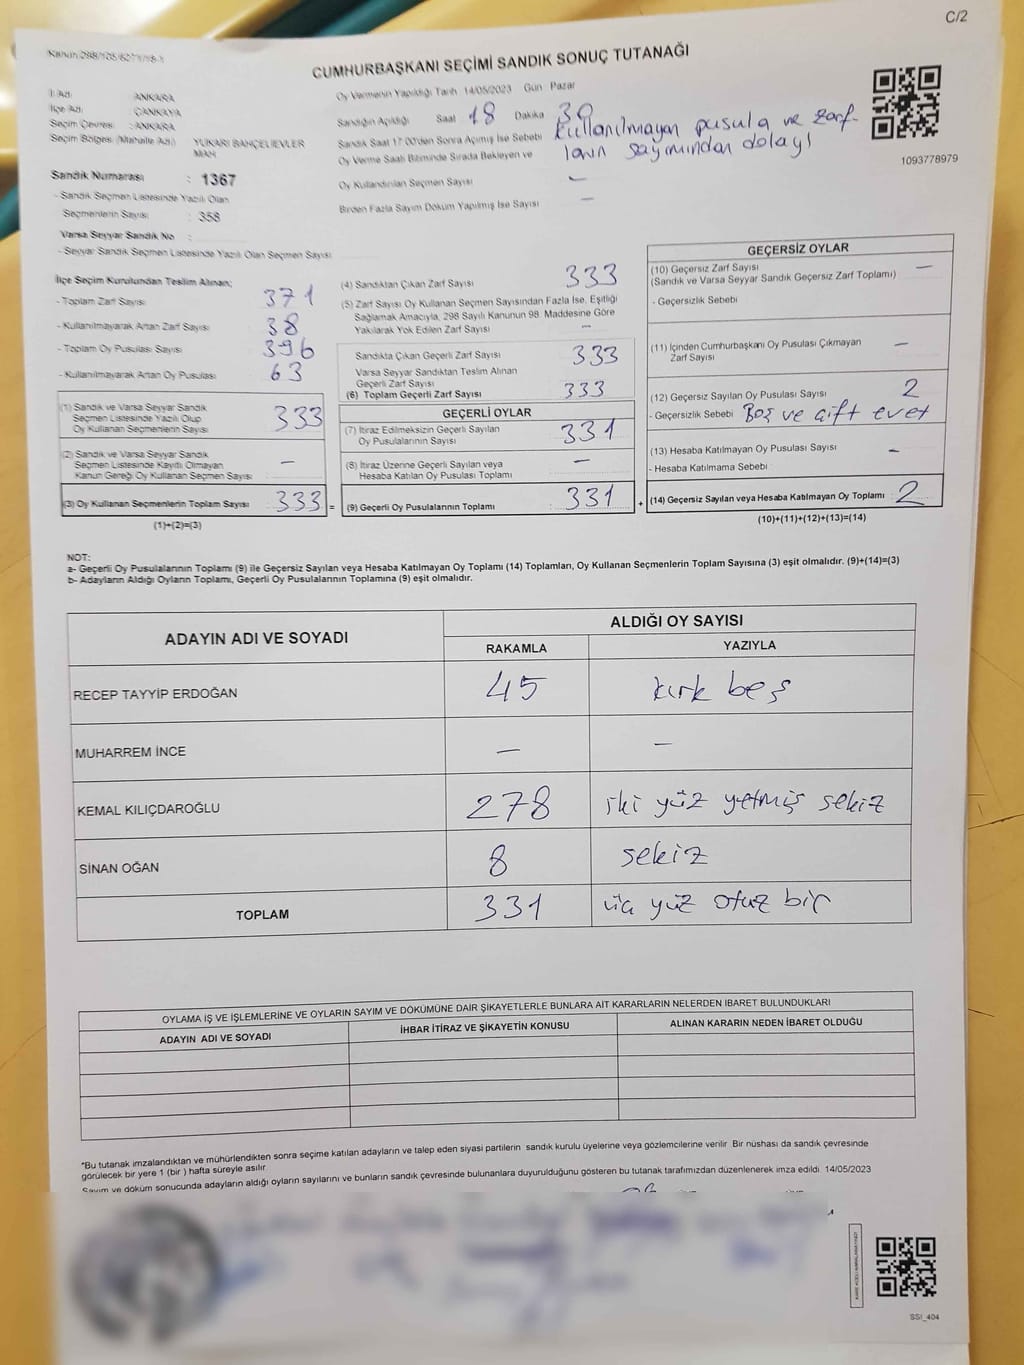 C/2
Kanun/298/105/6271/18-1
CUMHURBAŞKANI SEÇİMİ SANDIK SONUÇ TUTANAĞI
İl Adı : ANKARA
İlçe Adı : ÇANKAYA
Seçim Çevresi : ANKARA
Seçim Bölgesi (Mahalle Adı) : YUKARI BAHÇELİEVLER MAH.
Sandık Numarası : 1367
- Sandık Seçmen Listesinde Yazılı Olan
Seçmenlerin Sayısı : 358
Varsa Seyyar Sandık No :
- Seyyar Sandık Seçmen Listesinde Yazılı Olan Seçmen Sayısı
Oy Vermenin Yapıldığı Tarih 14/05/2023 Gün Pazar
Sandığın Açıldığı Saat 18 Dakika 30
Sandık Saat 17.00'den Sonra Açımış İse Sebebi kullanılmayan pusula ve zarf-
ların sayımından dolayı
Oy Verme Saati Bitiminde Sırada Bekleyen ve
Oy Kullandırılan Seçmen Sayısı –
Birden Fazla Sayım Döküm Yapılmış İse Sayısı –
1093778979
İlçe Seçim Kurulundan Teslim Alınan;
- Toplam Zarf Sayısı 371
- Kullanılmayarak Artan Zarf Sayısı 38
- Toplam Oy Pusulası Sayısı 396
- Kullanılmayarak Artan Oy Pusulası 63
(1) Sandık ve Varsa Seyyar Sandık
Seçmen Listesinde Yazılı Olup
Oy Kullanan Seçmenlerin Sayısı 333
(2) Sandık ve Varsa Seyyar Sandık
Seçmen Listesinde Kayıtlı Olmayan
Kanun Gereği Oy Kullanan Seçmen Sayısı –
(3) Oy Kullanan Seçmenlerin Toplam Sayısı 333 =
(1)+(2)=(3)
(4) Sandıktan Çıkan Zarf Sayısı 333
(5) Zarf Sayısı Oy Kullanan Seçmen Sayısından Fazla İse, Eşitliği
Sağlamak Amacıyla, 298 Sayılı Kanunun 98. Maddesine Göre
Yakılarak Yok Edilen Zarf Sayısı –
Sandıkta Çıkan Geçerli Zarf Sayısı 333
Varsa Seyyar Sandıktan Teslim Alınan
Geçerli Zarf Sayısı
(6) Toplam Geçerli Zarf Sayısı 333
GEÇERLİ OYLAR
(7) İtiraz Edilmeksizin Geçerli Sayılan
Oy Pusulalarının Sayısı 331
(8) İtiraz Üzerine Geçerli Sayılan veya
Hesaba Katılan Oy Pusulası Toplamı –
(9) Geçerli Oy Pusulalarının Toplamı 331 +
GEÇERSİZ OYLAR
(10) Geçersiz Zarf Sayısı –
(Sandık ve Varsa Seyyar Sandık Geçersiz Zarf Toplamı)
- Geçersizlik Sebebi
(11) İçinden Cumhurbaşkanı Oy Pusulası Çıkmayan
Zarf Sayısı –
(12) Geçersiz Sayılan Oy Pusulası Sayısı 2
- Geçersizlik Sebebi Boş ve çift evet
(13) Hesaba Katılmayan Oy Pusulası Sayısı –
- Hesaba Katılmama Sebebi
(14) Geçersiz Sayılan veya Hesaba Katılmayan Oy Toplamı 2
(10)+(11)+(12)+(13)=(14)
NOT:
a- Geçerli Oy Pusulalarının Toplamı (9) ile Geçersiz Sayılan veya Hesaba Katılmayan Oy Toplamı (14) Toplamları, Oy Kullanan Seçmenlerin Toplam Sayısına (3) eşit olmalıdır. (9)+(14)=(3)
b- Adayların Aldığı Oyların Toplamı, Geçerli Oy Pusulalarının Toplamına (9) eşit olmalıdır.
ADAYIN ADI VE SOYADI ALDIĞI OY SAYISI
RAKAMLA YAZIYLA
RECEP TAYYİP ERDOĞAN 45 kırk beş
MUHARREM İNCE – –
KEMAL KILIÇDAROĞLU 278 iki yüz yetmiş sekiz
SİNAN OĞAN 8 sekiz
TOPLAM 331 üç yüz otuz bir
OYLAMA İŞ VE İŞLEMLERİNE VE OYLARIN SAYIM VE DÖKÜMÜNE DAİR ŞİKAYETLERLE BUNLARA AİT KARARLARIN NELERDEN İBARET BULUNDUKLARI
ADAYIN ADI VE SOYADI İHBAR İTİRAZ VE ŞİKAYETİN KONUSU ALINAN KARARIN NEDEN İBARET OLDUĞU
*Bu tutanak imzalandıktan ve mühürlendikten sonra seçime katılan adayların ve talep eden siyasi partilerin sandık kurulu üyelerine veya gözlemcilerine verilir. Bir nüshası da sandık çevresinde
görülecek bir yere 1 (bir) hafta süreyle asılır.
Sayım ve döküm sonucunda adayların aldığı oyların sayılarını ve bunların sandık çevresinde bulunanlara duyurulduğunu gösteren bu tutanak tarafımızdan düzenlenerek imza edildi. 14/05/2023
SSI_404